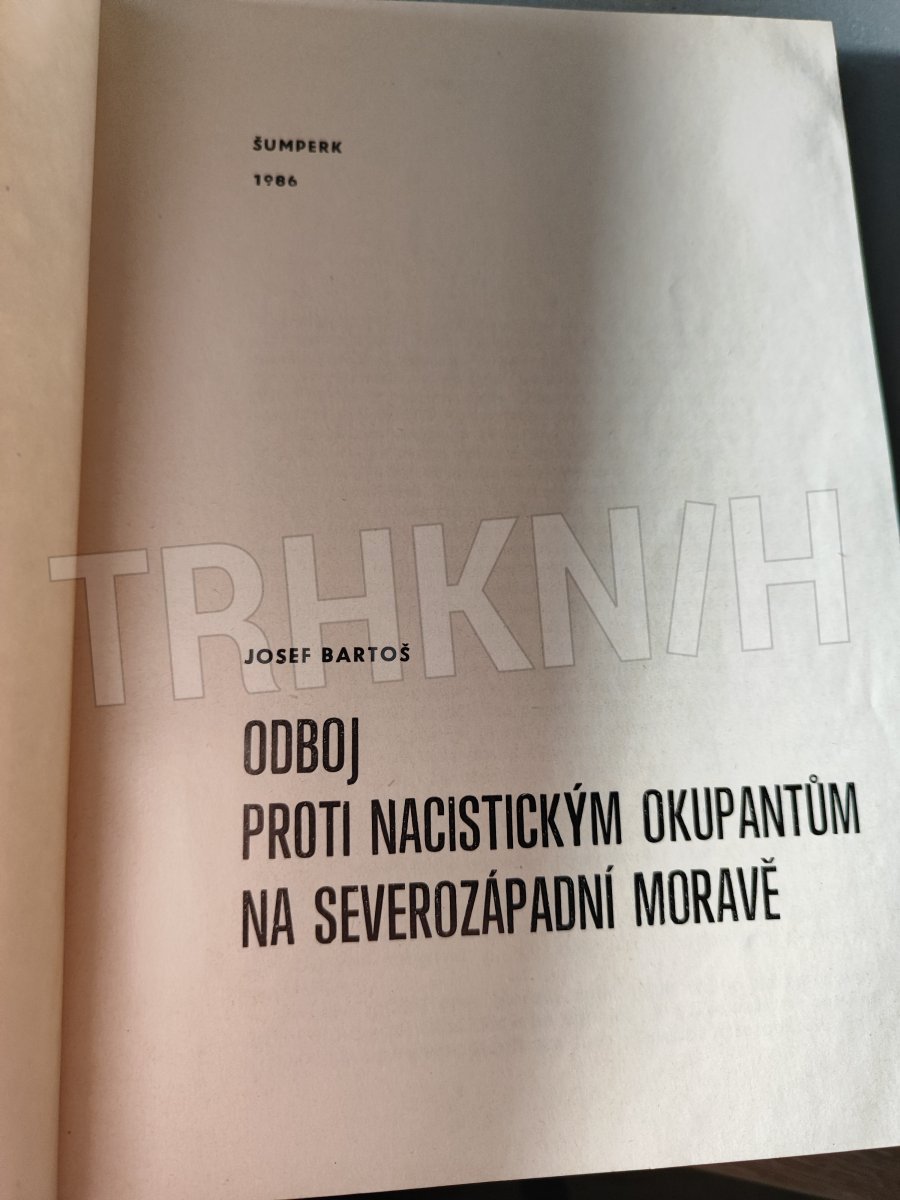 ŠUMPERK
1986
TRHKNIH
JOSEF BARTOŠ
ODBOJ
PROTI NACISTICKÝM OKUPANTŮM
NA SEVEROZÁPADNÍ MORAVĚ